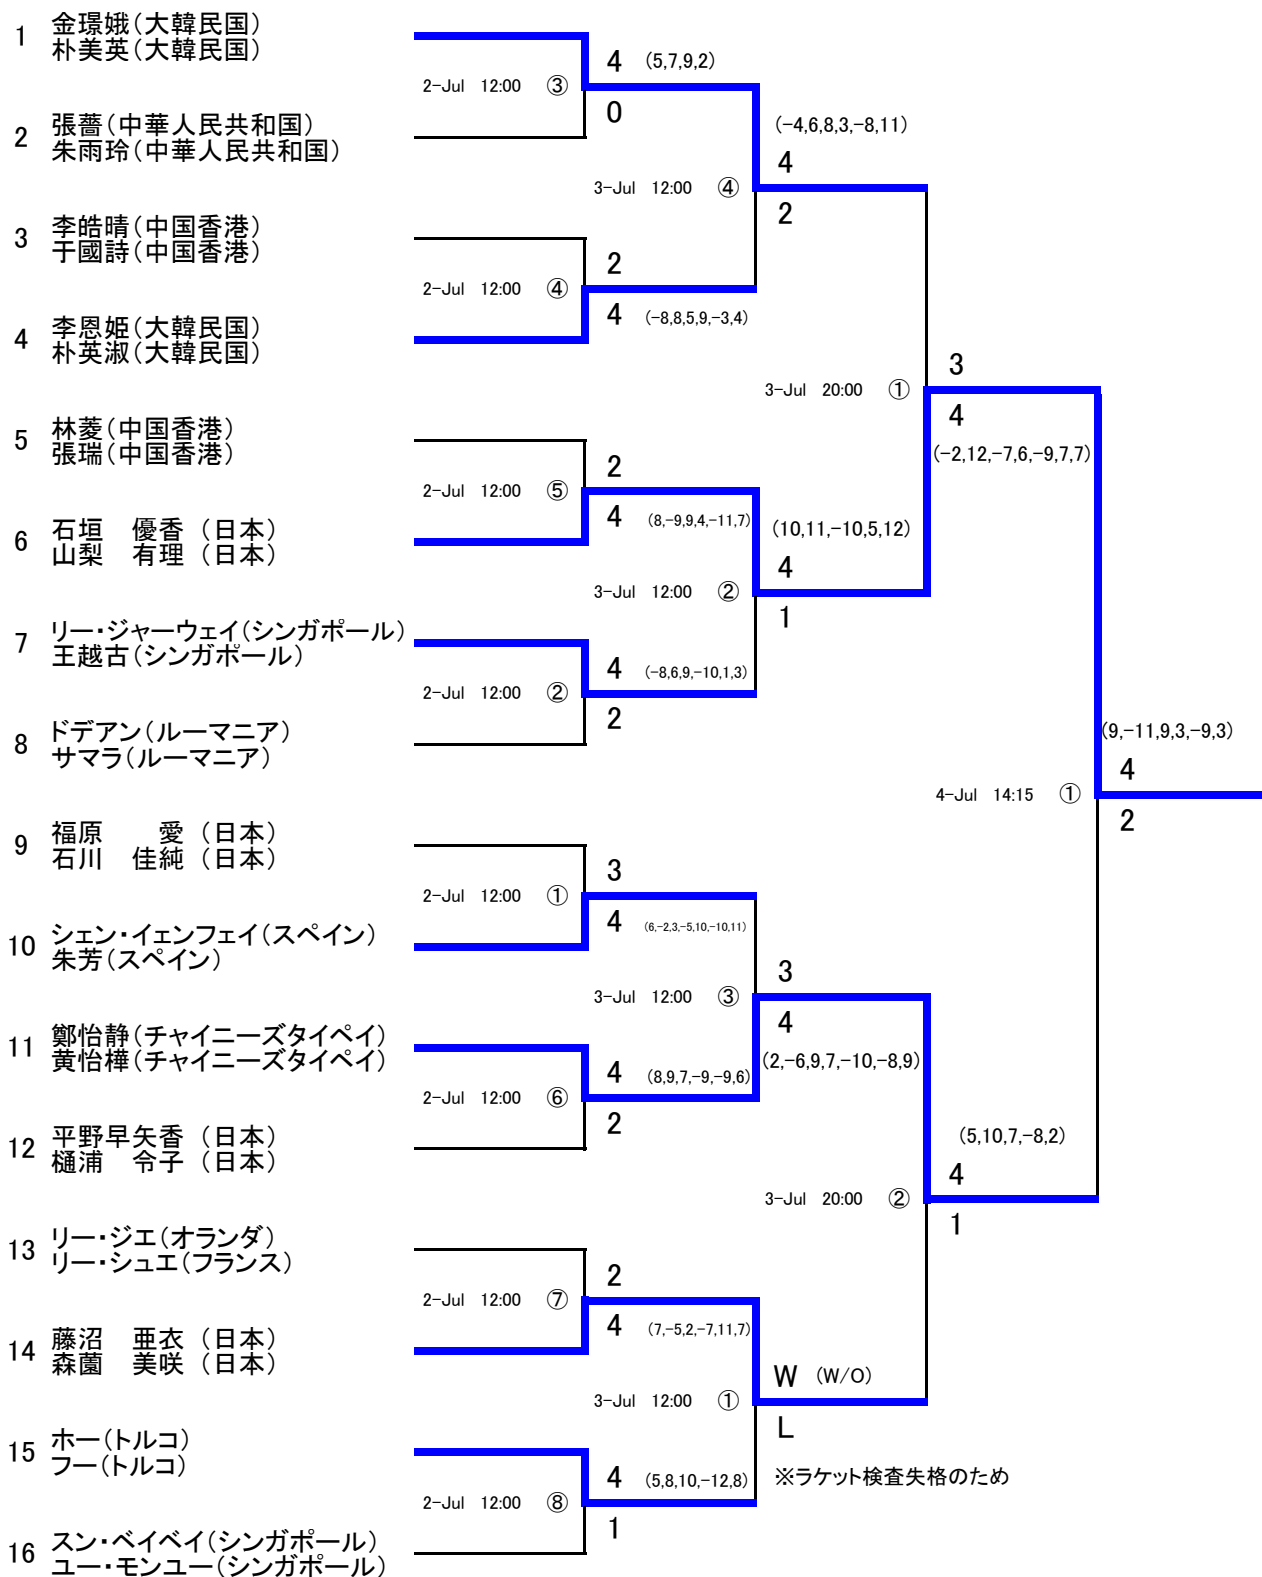 1 金璟娥(大韓民国)
朴美英(大韓民国)
4 (5,7,9,2)
2-Jul 12:00 ③
0
2 張薔(中華人民共和国)
朱雨玲(中華人民共和国)
(-4,6,8,3,-8,11)
4
3-Jul 12:00 ④
2
3 李皓晴(中国香港)
于國詩(中国香港)
2
2-Jul 12:00 ④
4 (-8,8,5,9,-3,4)
4 李恩姫(大韓民国)
朴英淑(大韓民国)
3
3-Jul 20:00 ①
4
(-2,12,-7,6,-9,7,7)
5 林菱(中国香港)
張瑞(中国香港)
2
2-Jul 12:00 ⑤
4 (8,-9,9,4,-11,7)
6 石垣 優香 (日本)
山梨 有理 (日本)
(10,11,-10,5,12)
4
3-Jul 12:00 ②
1
7 リー・ジャーウェイ(シンガポール)
王越古(シンガポール)
4 (-8,6,9,-10,1,3)
2-Jul 12:00 ②
2
8 ドデアン(ルーマニア)
サマラ(ルーマニア)
(9,-11,9,3,-9,3)
4
4-Jul 14:15 ①
2
9 福原 愛 (日本)
石川 佳純 (日本)
3
2-Jul 12:00 ①
4 (6,-2,3,-5,10,-10,11)
10 シェン・イェンフェイ(スペイン)
朱芳(スペイン)
3
3-Jul 12:00 ③
4
(2,-6,9,7,-10,-8,9)
11 鄭怡静(チャイニーズタイペイ)
黄怡樺(チャイニーズタイペイ)
4 (8,9,7,-9,-9,6)
2-Jul 12:00 ⑥
2
12 平野早矢香 (日本)
樋浦 令子 (日本)
(5,10,7,-8,2)
4
3-Jul 20:00 ②
1
13 リー・ジエ(オランダ)
リー・シュエ(フランス)
2
2-Jul 12:00 ⑦
4 (7,-5,2,-7,11,7)
14 藤沼 亜衣 (日本)
森薗 美咲 (日本)
W (W/O)
3-Jul 12:00 ①
L
※ラケット検査失格のため
15 ホー(トルコ)
フー(トルコ)
4 (5,8,10,-12,8)
2-Jul 12:00 ⑧
1
16 スン・ベイベイ(シンガポール)
ユー・モンユー(シンガポール)